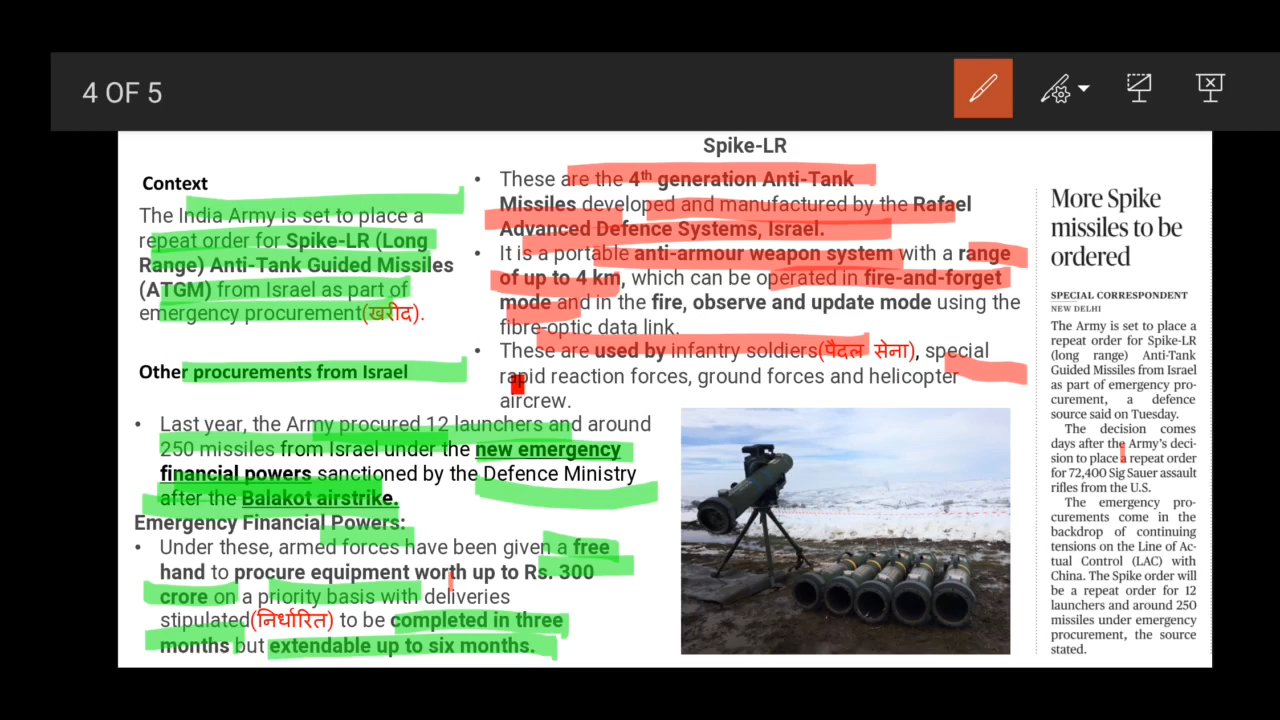 4 OF 5
Spike-LR
Context
The India Army is set to place a
repeat order for Spike-LR (Long
Range) Anti-Tank Guided Missiles
(ATGM) from Israel as part of
emergency procurement(खरीद).
Other procurements from Israel
• Last year, the Army procured 12 launchers and around
250 missiles from Israel under the new emergency
financial powers sanctioned by the Defence Ministry
after the Balakot airstrike.
Emergency Financial Powers:
• Under these, armed forces have been given a free
hand to procure equipment worth up to Rs. 300
crore on a priority basis with deliveries
stipulated(निर्धारित) to be completed in three
months but extendable up to six months.
• These are the 4th generation Anti-Tank
Missiles developed and manufactured by the Rafael
Advanced Defence Systems, Israel.
• It is a portable anti-armour weapon system with a range
of up to 4 km, which can be operated in fire-and-forget
mode and in the fire, observe and update mode using the
fibre-optic data link.
• These are used by infantry soldiers(पैदल सेना), special
rapid reaction forces, ground forces and helicopter
aircrew.
More Spike
missiles to be
ordered
SPECIAL CORRESPONDENT
NEW DELHI
The Army is set to place a
repeat order for Spike-LR
(long range) Anti-Tank
Guided Missiles from Israel
as part of emergency pro-
curement, a defence
source said on Tuesday.
The decision comes
days after the Army's deci-
sion to place a repeat order
for 72,400 Sig Sauer assault
rifles from the U.S.
The emergency pro-
curements come in the
backdrop of continuing
tensions on the Line of Ac-
tual Control (LAC) with
China. The Spike order will
be a repeat order for 12
launchers and around 250
missiles under emergency
procurement, the source
stated.